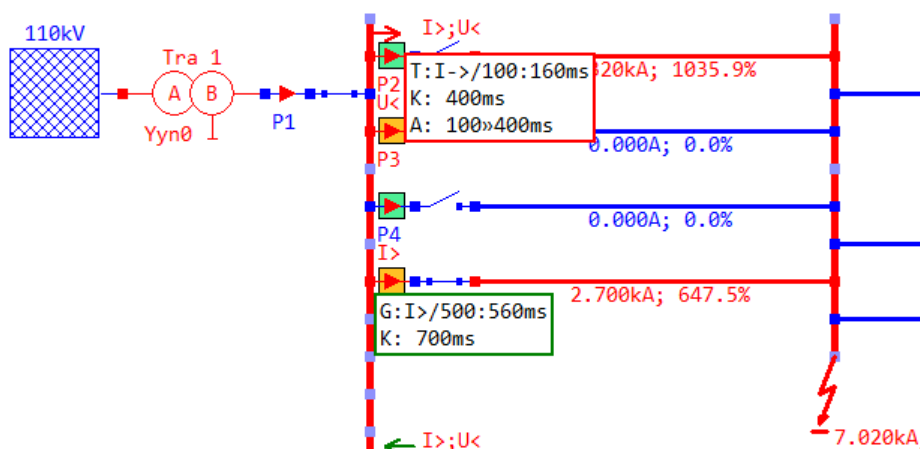 110kV
Tra 1
A
B
Yyn0
P1
I>;U<
P2
T:I->/100:160ms
K: 400ms
A: 100»400ms
320kA; 1035.9%
U<
P3
0.000A; 0.0%
P4
0.000A; 0.0%
I>
2.700kA; 647.5%
G:I>/500:560ms
K: 700ms
I>;U<
7.020kA